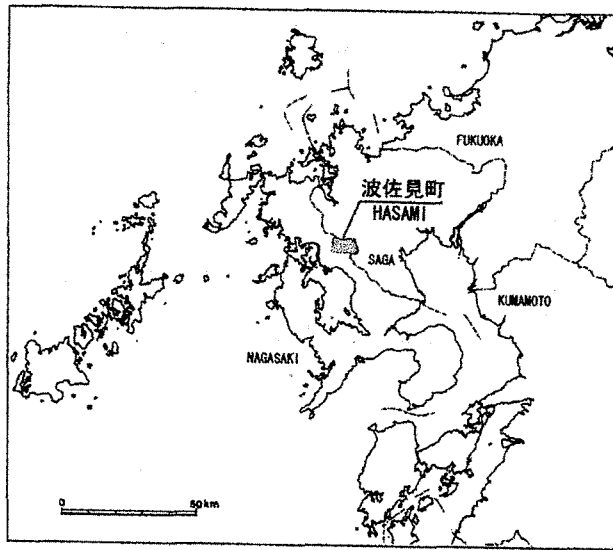 FUKUOKA
波佐見町
HASAMI
SAGA
KUMAMOTO
NAGASAKI
0
50km